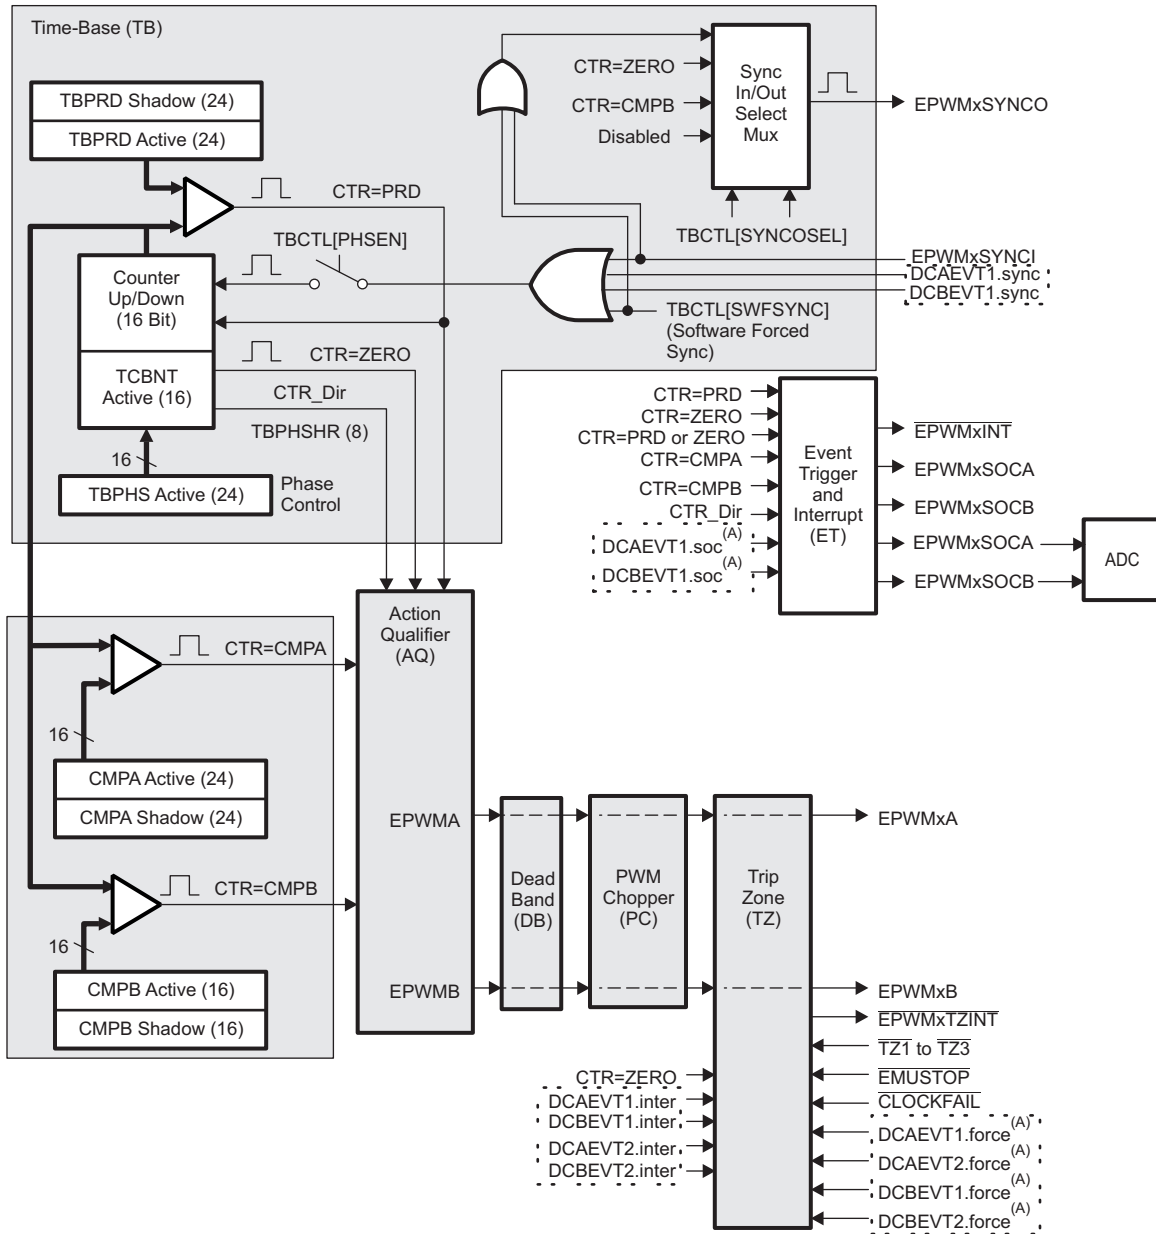 Time-Base (TB)
TBPRD Shadow (24)
TBPRD Active (24)
CTR=PRD
TBCTL[PHSEN]
Counter
Up/Down
(16 Bit)
TCBNT
Active (16)
CTR=ZERO
CTR_Dir
TBPHSHR (8)
16
TBPHS Active (24)
Phase
Control
CTR=ZERO
CTR=CMPB
Disabled
Sync
In/Out
Select
Mux
EPWMxSYNCO
TBCTL[SYNCOSEL]
EPWMxSYNCI
DCAEVT1.sync
DCBEVT1.sync
TBCTL[SWFSYNC]
(Software Forced
Sync)
CTR=PRD
CTR=ZERO
CTR=PRD or ZERO
CTR=CMPA
CTR=CMPB
CTR_Dir
DCAEVT1.soc(A)
DCBEVT1.soc(A)
Event
Trigger
and
Interrupt
(ET)
EPWMxINT
EPWMxSOCA
EPWMxSOCB
EPWMxSOCA
EPWMxSOCB
ADC
Action
Qualifier
(AQ)
CTR=CMPA
16
CMPA Active (24)
CMPA Shadow (24)
CTR=CMPB
16
CMPB Active (16)
CMPB Shadow (16)
EPWMA
EPWMB
Dead
Band
(DB)
PWM
Chopper
(PC)
Trip
Zone
(TZ)
EPWMxA
EPWMxB
EPWMxTZINT
TZ1 to TZ3
EMUSTOP
CLOCKFAIL
DCAEVT1.force(A)
DCAEVT2.force(A)
DCBEVT1.force(A)
DCBEVT2.force(A)
CTR=ZERO
DCAEVT1.inter
DCBEVT1.inter
DCAEVT2.inter
DCBEVT2.inter